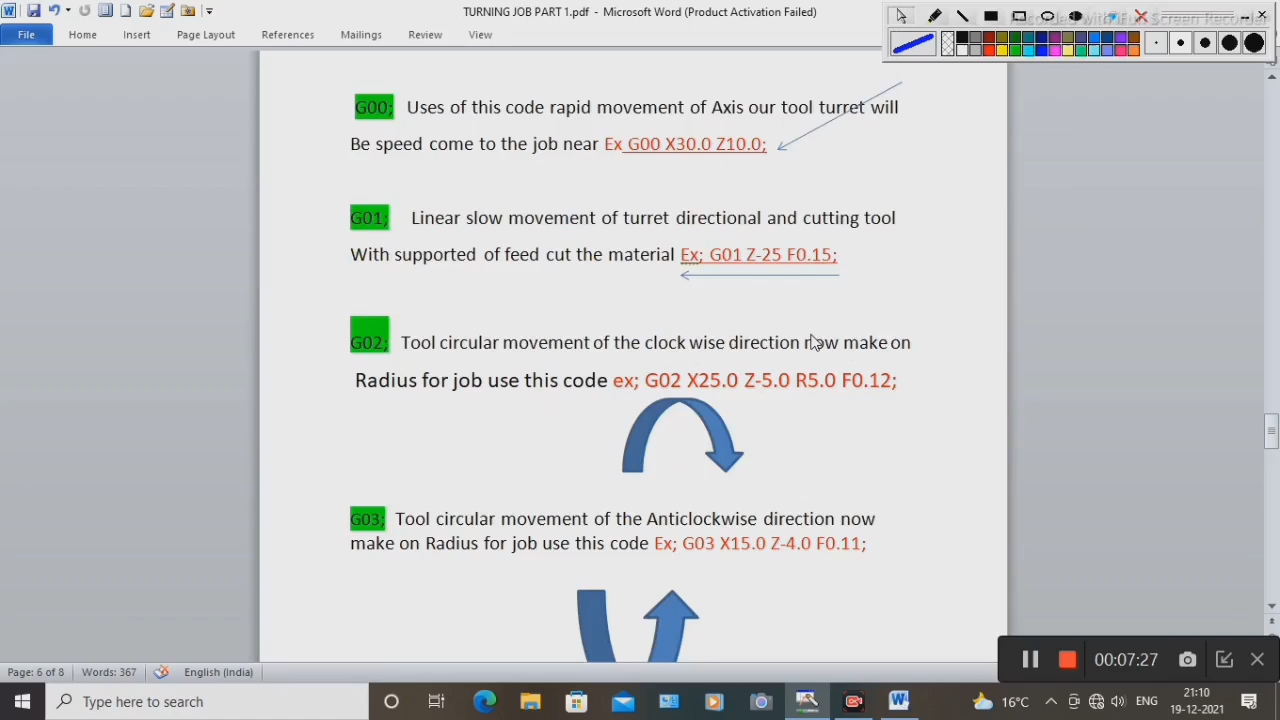 TURNING JOB PART 1.pdf - Microsoft Word (Product Activation Failed)
Recorded with iFun Screen Recorder
File Home Insert Page Layout References Mailings Review View
G00; Uses of this code rapid movement of Axis our tool turret will
Be speed come to the job near Ex G00 X30.0 Z10.0;
G01; Linear slow movement of turret directional and cutting tool
With supported of feed cut the material Ex; G01 Z-25 F0.15;
G02; Tool circular movement of the clock wise direction now make on
Radius for job use this code ex; G02 X25.0 Z-5.0 R5.0 F0.12;
G03; Tool circular movement of the Anticlockwise direction now
make on Radius for job use this code Ex; G03 X15.0 Z-4.0 F0.11;
00:07:27
Page: 6 of 8 Words: 367 English (India)
Type here to search
16°C ENG 21:10
19-12-2021